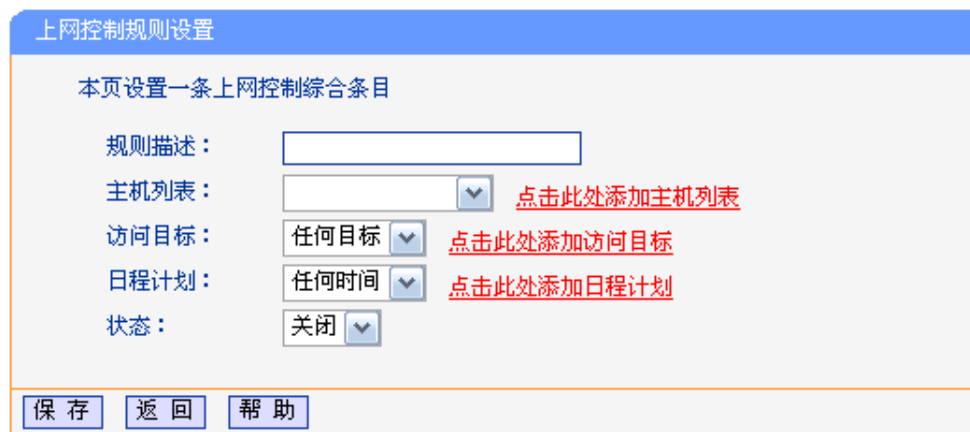 上网控制规则设置
本页设置一条上网控制综合条目
规则描述：
主机列表： 点击此处添加主机列表
访问目标： 任何目标 点击此处添加访问目标
日程计划： 任何时间 点击此处添加日程计划
状态： 关闭
保 存 返 回 帮 助